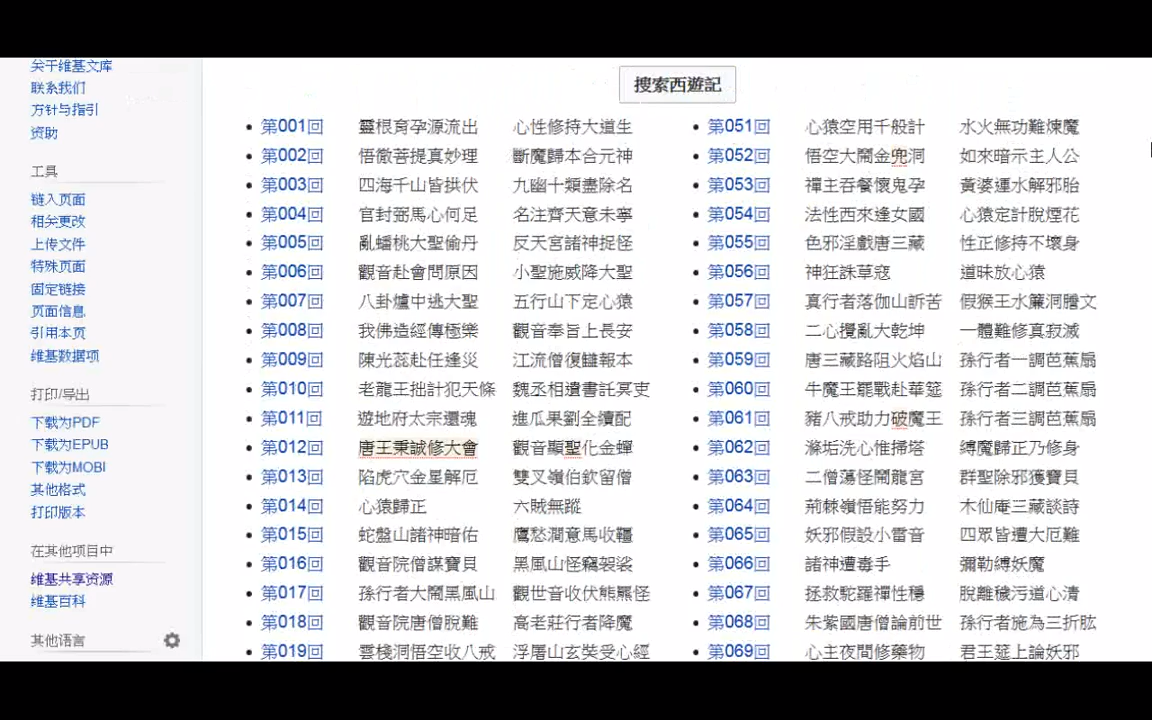 关于维基文库
联系我们
方针与指引
资助
工具
链入页面
相关更改
上传文件
特殊页面
固定链接
页面信息
引用本页
维基数据项
打印/导出
下载为PDF
下载为EPUB
下载为MOBI
其他格式
打印版本
在其他项目中
维基共享资源
维基百科
其他语言
搜索西遊記
第001回 靈根育孕源流出 心性修持大道生
第002回 悟徹菩提真妙理 斷魔歸本合元神
第003回 四海千山皆拱伏 九幽十類盡除名
第004回 官封弼馬心何足 名注齊天意未寧
第005回 亂蟠桃大聖偷丹 反天宮諸神捉怪
第006回 觀音赴會問原因 小聖施威降大聖
第007回 八卦爐中逃大聖 五行山下定心猿
第008回 我佛造經傳極樂 觀音奉旨上長安
第009回 陳光蕊赴任逢災 江流僧復讎報本
第010回 老龍王拙計犯天條 魏丞相遺書託冥吏
第011回 遊地府太宗還魂 進瓜果劉全續配
第012回 唐王秉誠修大會 觀音顯聖化金蟬
第013回 陷虎穴金星解厄 雙叉嶺伯欽留僧
第014回 心猿歸正 六賊無蹤
第015回 蛇盤山諸神暗佑 鷹愁澗意馬收韁
第016回 觀音院僧謀寶貝 黑風山怪竊袈裟
第017回 孫行者大鬧黑風山 觀世音收伏熊羆怪
第018回 觀音院唐僧脫難 高老莊行者降魔
第019回 雲棧洞悟空收八戒 浮屠山玄奘受心經
第051回 心猿空用千般計 水火無功難煉魔
第052回 悟空大鬧金兜洞 如來暗示主人公
第053回 禪主吞餐懷鬼孕 黃婆運水解邪胎
第054回 法性西來逢女國 心猿定計脫煙花
第055回 色邪淫戲唐三藏 性正修持不壞身
第056回 神狂誅草寇 道昧放心猿
第057回 真行者落伽山訴苦 假猴王水簾洞謄文
第058回 二心攪亂大乾坤 一體難修真寂滅
第059回 唐三藏路阻火焰山 孫行者一調芭蕉扇
第060回 牛魔王罷戰赴華筵 孫行者二調芭蕉扇
第061回 豬八戒助力破魔王 孫行者三調芭蕉扇
第062回 滌垢洗心惟掃塔 縛魔歸正乃修身
第063回 二僧蕩怪鬧龍宮 群聖除邪獲寶貝
第064回 荊棘嶺悟能努力 木仙庵三藏談詩
第065回 妖邪假設小雷音 四眾皆遭大厄難
第066回 諸神遭毒手 彌勒縛妖魔
第067回 拯救駝羅禪性穩 脫離穢污道心清
第068回 朱紫國唐僧論前世 孫行者施為三折肱
第069回 心主夜間修藥物 君王筵上論妖邪